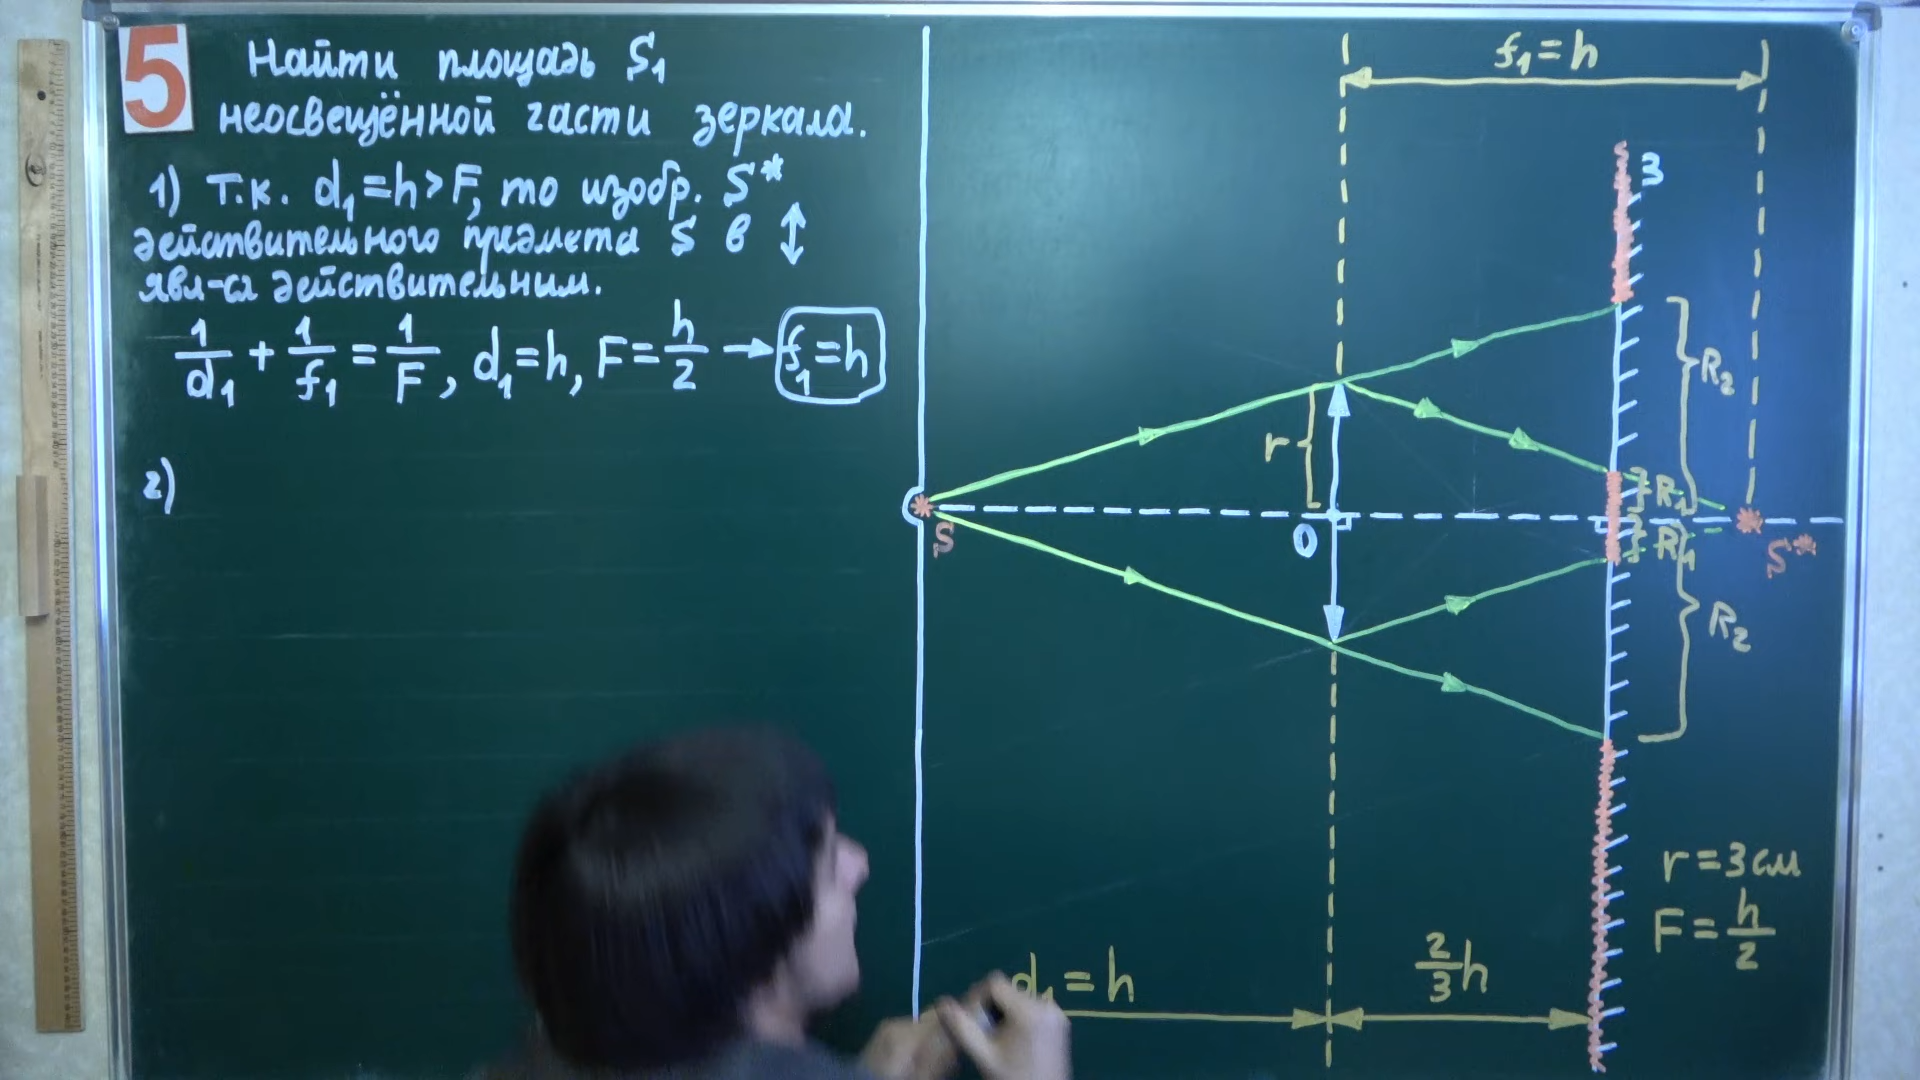 5
Найти площадь S₁
неосвещённой части зеркала.
1) т.к. d₁=h>F, то изобр. S*
действительного предмета S в ↕
явл-ся действительным.
1/d₁ + 1/f₁ = 1/F, d₁=h, F=h/2 → f₁=h
2)
f₁=h
З
R₂
r
R₁
S
O
R₁
S*
R₂
r=3см
F=h/2
d₁=h
2/3 h